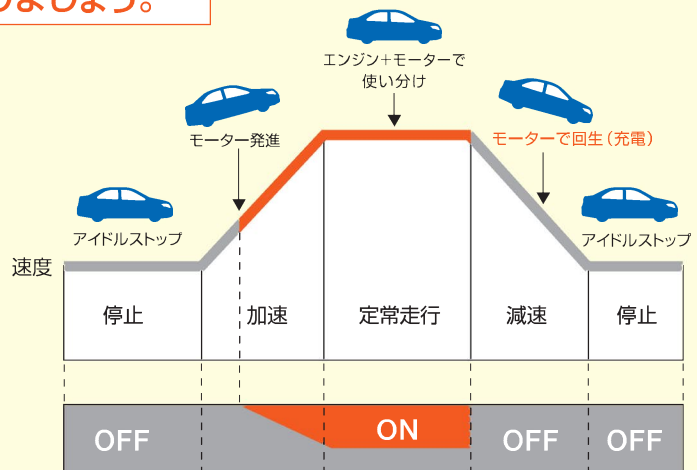 りましょう。
エンジン＋モーターで
使い分け
モーター発進
モーターで回生（充電）
アイドルストップ
アイドルストップ
速度
停止
加速
定常走行
減速
停止
OFF
ON
OFF
OFF